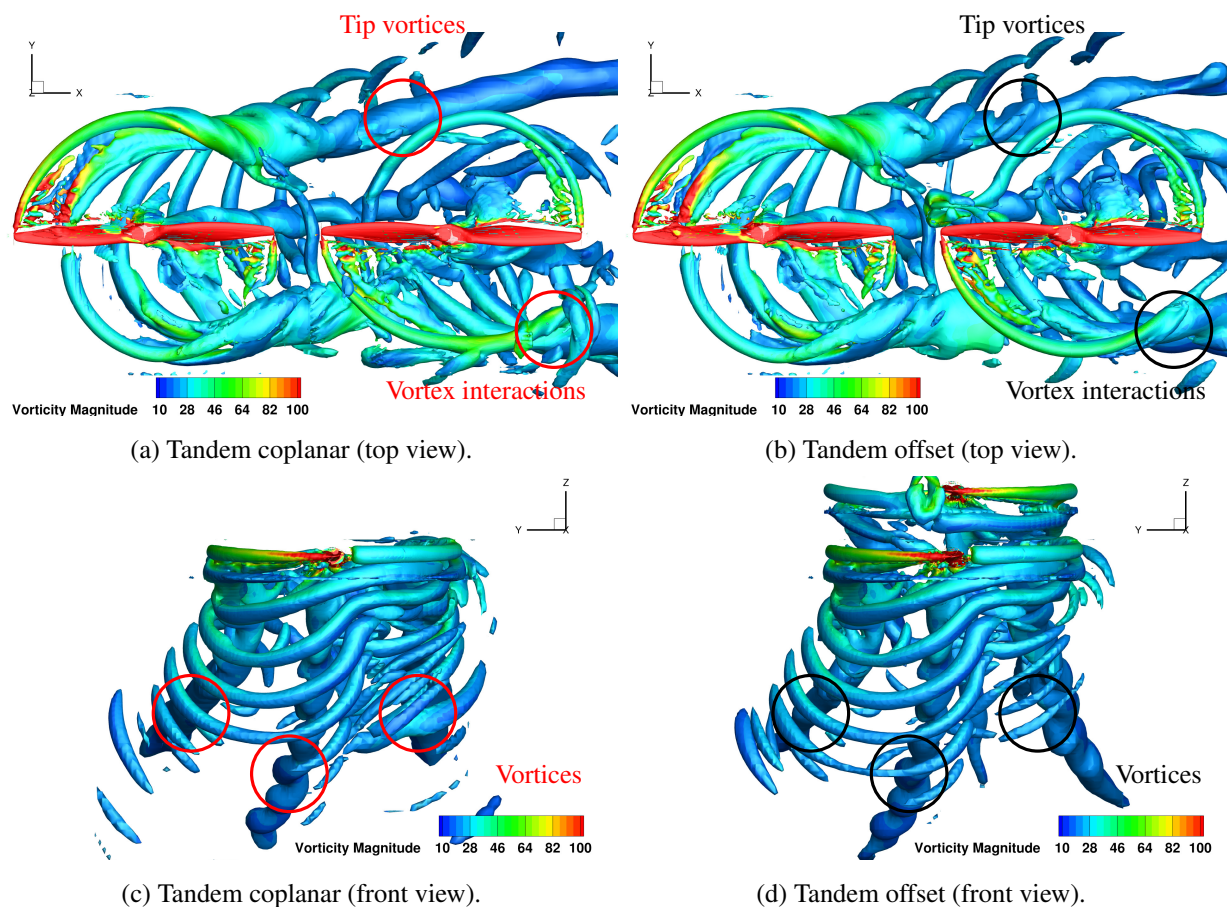 Tip vortices
Tip vortices
Y
Z X
Y
Z X
Vortex interactions
Vortex interactions
Vorticity Magnitude 10 28 46 64 82 100
Vorticity Magnitude 10 28 46 64 82 100
(a) Tandem coplanar (top view).
(b) Tandem offset (top view).
Z
Y X
Z
Y X
Vortices
Vortices
Vorticity Magnitude 10 28 46 64 82 100
Vorticity Magnitude 10 28 46 64 82 100
(c) Tandem coplanar (front view).
(d) Tandem offset (front view).